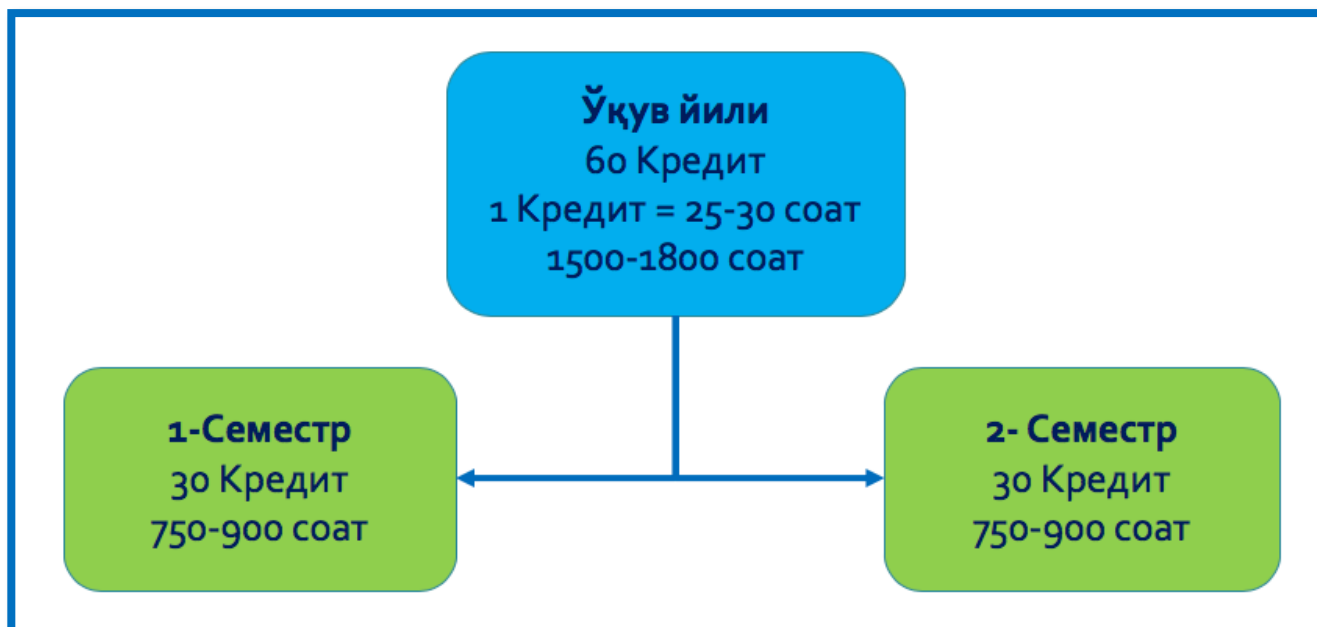 Ўқув йили
60 Кредит
1 Кредит = 25-30 соат
1500-1800 соат
1-Семестр
30 Кредит
750-900 соат
2- Семестр
30 Кредит
750-900 соат